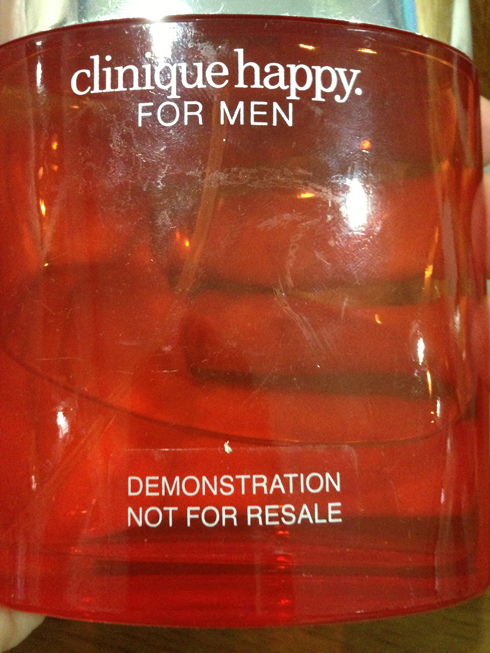 clinique happy.
FOR MEN
DEMONSTRATION
NOT FOR RESALE